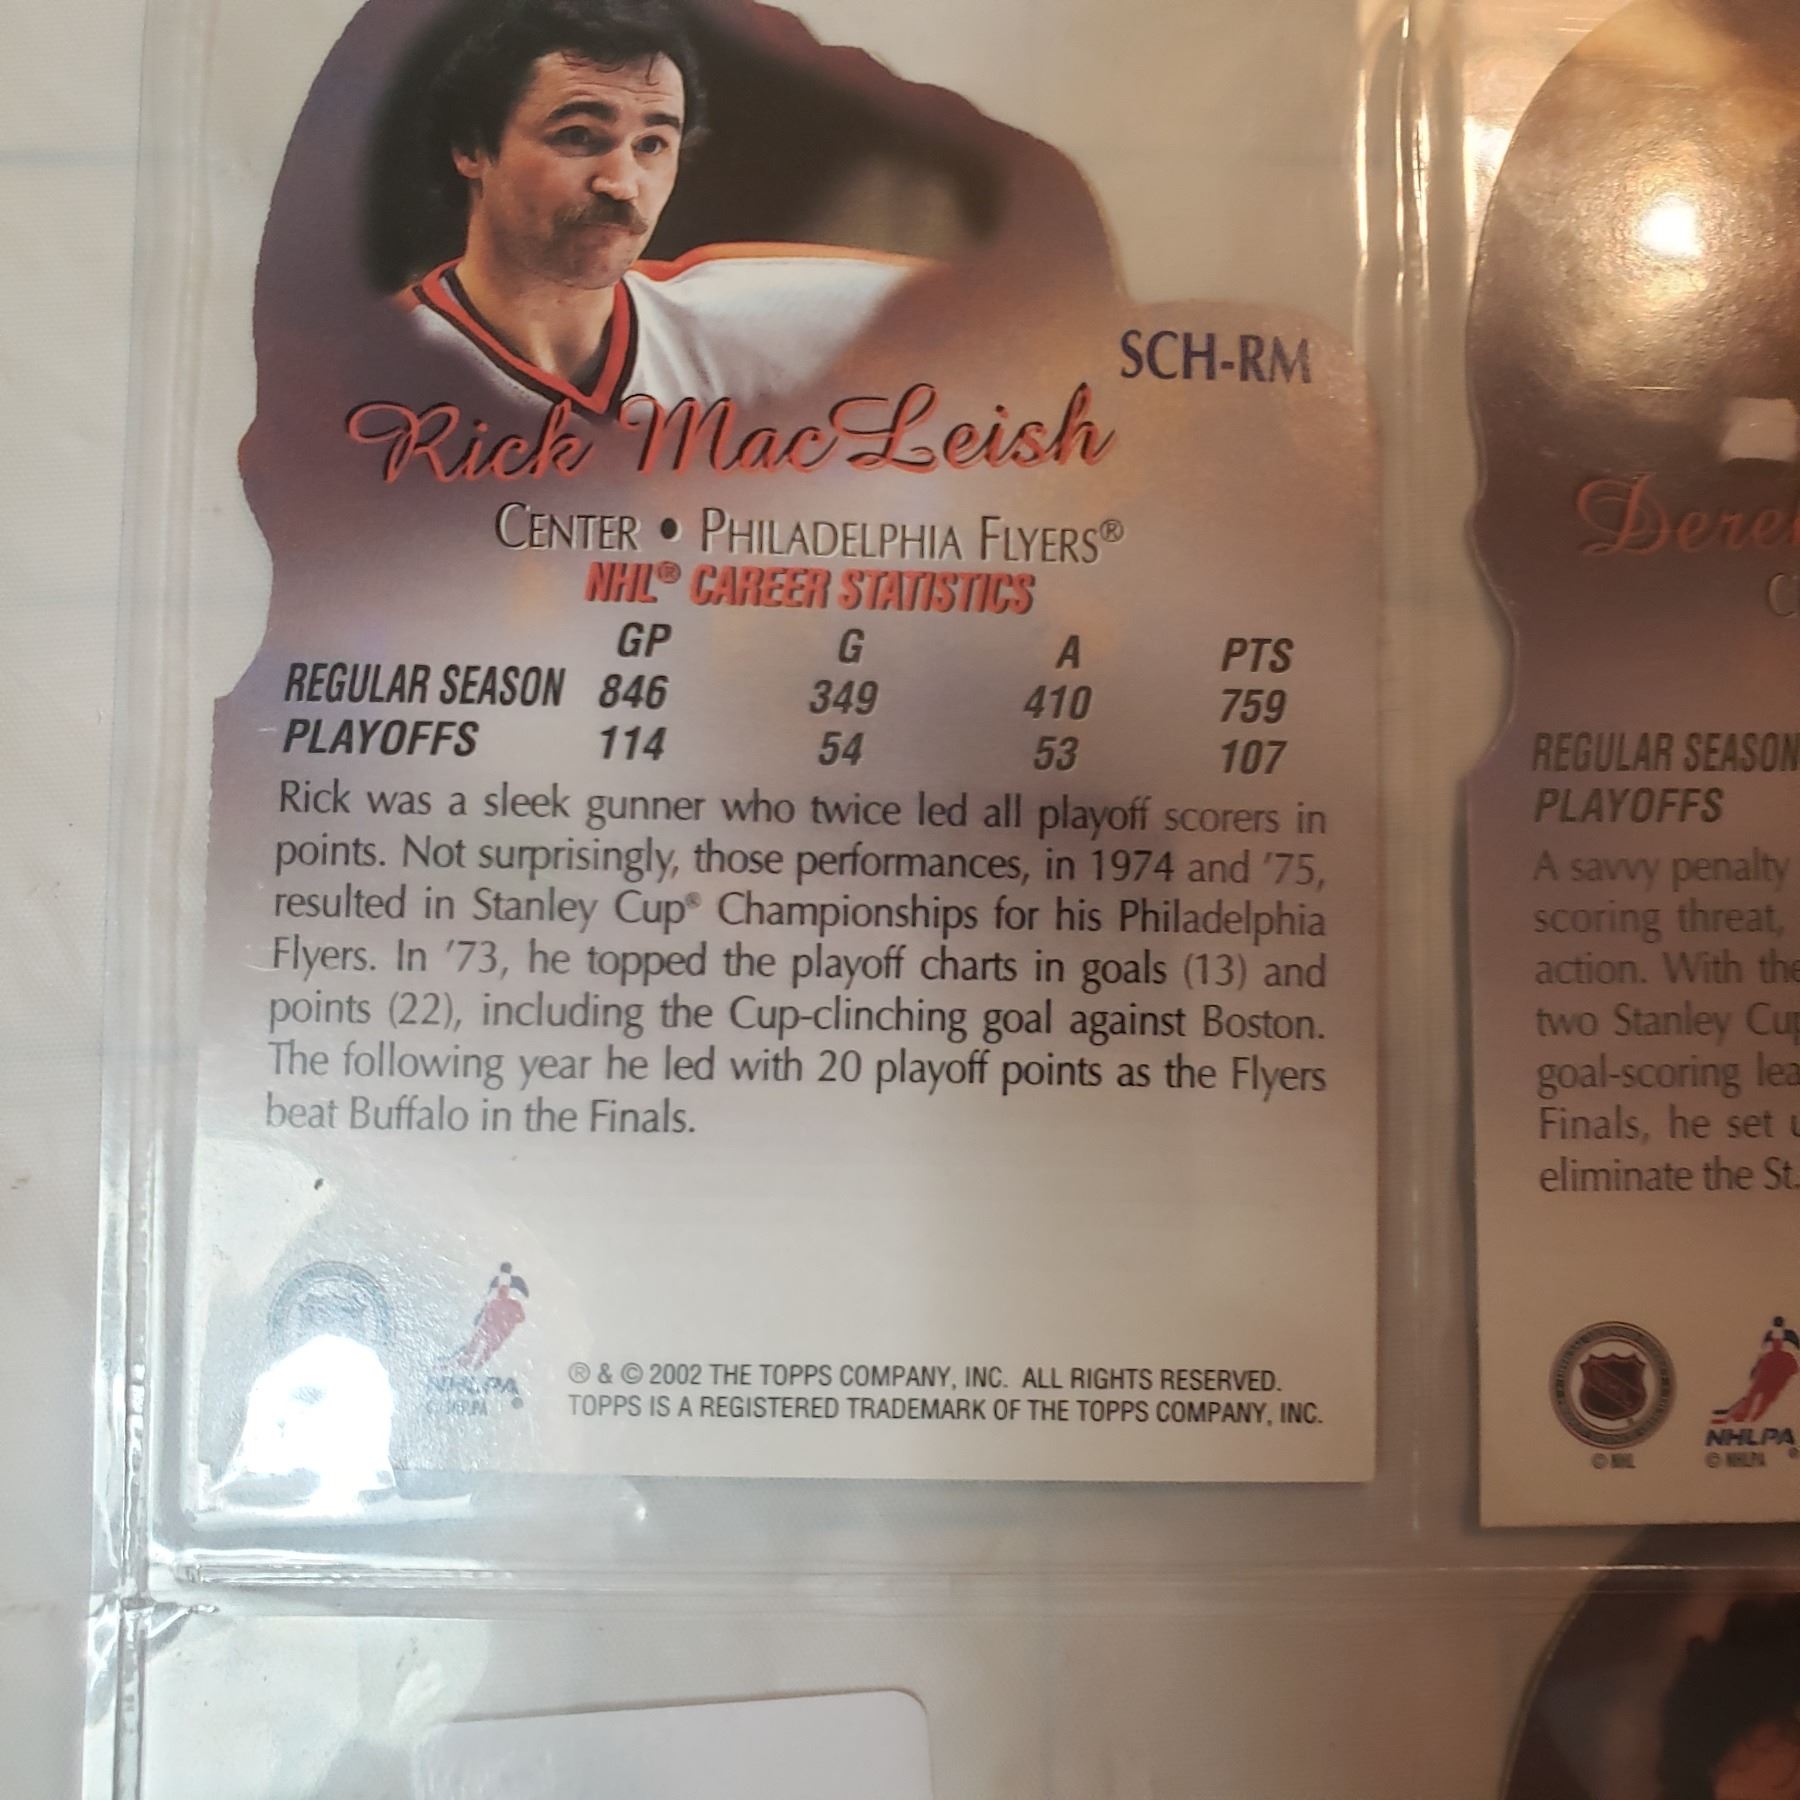 SCH-RM
Rick MacLeish
CENTER • PHILADELPHIA FLYERS®
NHL® CAREER STATISTICS
GP G A PTS
REGULAR SEASON 846 349 410 759
PLAYOFFS 114 54 53 107
Rick was a sleek gunner who twice led all playoff scorers in
points. Not surprisingly, those performances, in 1974 and '75,
resulted in Stanley Cup® Championships for his Philadelphia
Flyers. In '73, he topped the playoff charts in goals (13) and
points (22), including the Cup-clinching goal against Boston.
The following year he led with 20 playoff points as the Flyers
beat Buffalo in the Finals.
NHLPA
© NHLPA ®
® & © 2002 THE TOPPS COMPANY, INC. ALL RIGHTS RESERVED.
TOPPS IS A REGISTERED TRADEMARK OF THE TOPPS COMPANY, INC.
Dere
C
REGULAR SEASON
PLAYOFFS
A savvy penalty
scoring threat,
action. With the
two Stanley Cup
goal-scoring lea
Finals, he set u
eliminate the St.
NHL
© NHL
NHLPA ®
© NHLPA